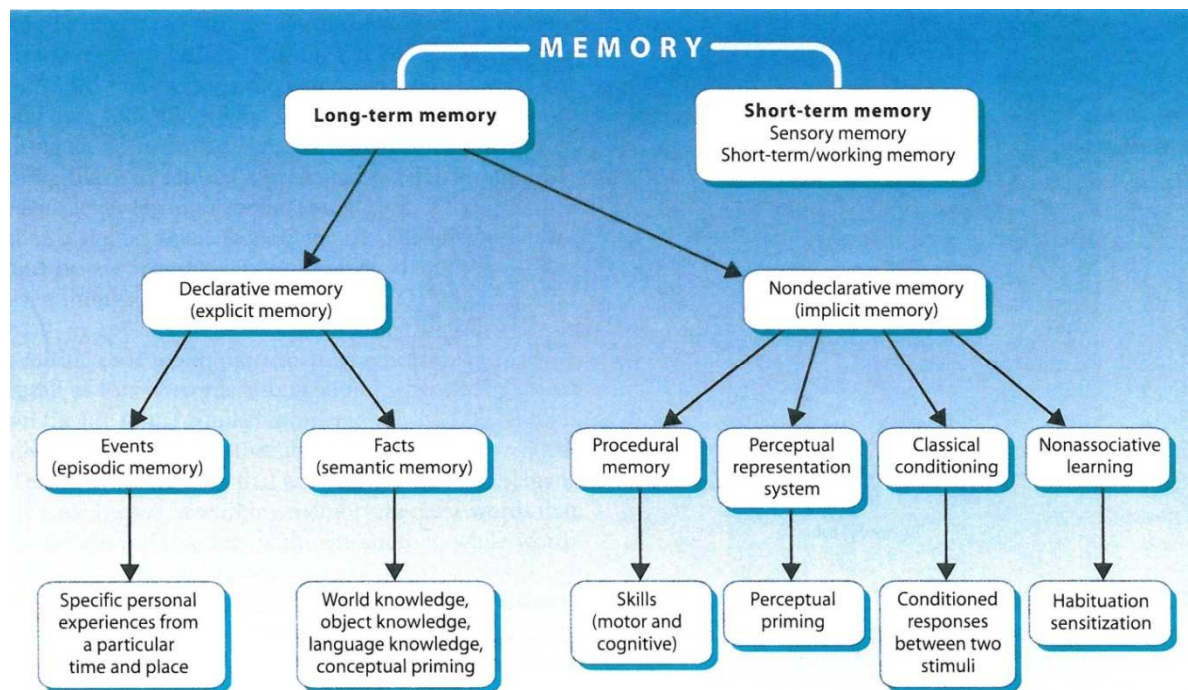 MEMORY
Long-term memory
Short-term memory
Sensory memory
Short-term/working memory
Declarative memory
(explicit memory)
Nondeclarative memory
(implicit memory)
Events
(episodic memory)
Facts
(semantic memory)
Procedural
memory
Perceptual
representation
system
Classical
conditioning
Nonassociative
learning
Specific personal
experiences from
a particular
time and place
World knowledge,
object knowledge,
language knowledge,
conceptual priming
Skills
(motor and
cognitive)
Perceptual
priming
Conditioned
responses
between two
stimuli
Habituation
sensitization